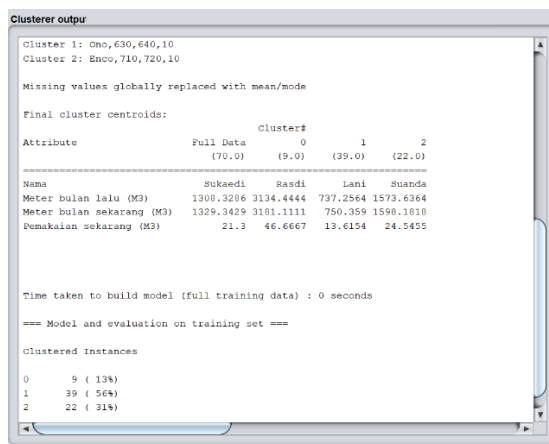 Clusterer outpu
Cluster 1: Ono,630,640,10
Cluster 2: Enco,710,720,10
Missing values globally replaced with mean/mode
Final cluster centroids:
Cluster#
Attribute Full Data 0 1 2
(70.0) (9.0) (39.0) (22.0)
Nama Sukaedi Rasdi Lani Suanda
Meter bulan lalu (M3) 1308.3286 3134.4444 737.2564 1573.6364
Meter bulan sekarang (M3) 1329.3429 3181.1111 750.359 1598.1818
Pemakaian sekarang (M3) 21.3 46.6667 13.6154 24.5455
Time taken to build model (full training data) : 0 seconds
=== Model and evaluation on training set ===
Clustered Instances
0 9 ( 13%)
1 39 ( 56%)
2 22 ( 31%)